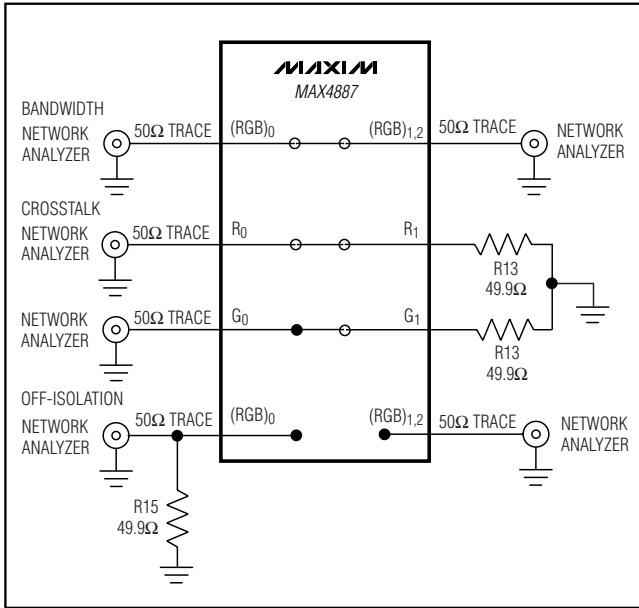 MAXIM
MAX4887
BANDWIDTH
NETWORK
ANALYZER
50Ω TRACE
(RGB)0
(RGB)1,2
50Ω TRACE
NETWORK
ANALYZER
CROSSTALK
NETWORK
ANALYZER
50Ω TRACE
R0
R1
R13
49.9Ω
NETWORK
ANALYZER
50Ω TRACE
G0
G1
R13
49.9Ω
OFF-ISOLATION
NETWORK
ANALYZER
50Ω TRACE
(RGB)0
(RGB)1,2
50Ω TRACE
NETWORK
ANALYZER
R15
49.9Ω